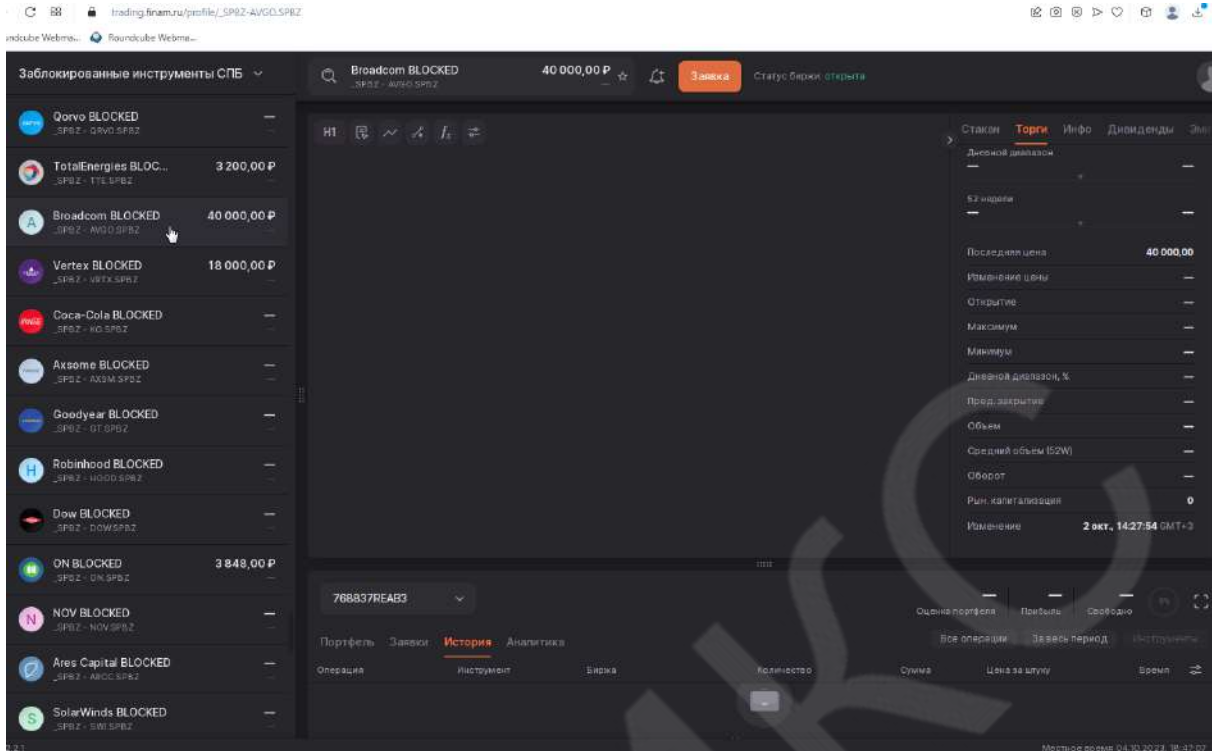 trading.finam.ru/profile/_SPBZ-AVGO.SPBZ
Roundcube Webma...
Заблокированные инструменты СПБ
Broadcom BLOCKED 40 000,00 ₽
_SPBZ - AVGO.SPBZ
Заявка
Статус биржи: открыта
Qorvo BLOCKED —
_SPBZ - QRVO.SPBZ
TotalEnergies BLOC... 3 200,00 ₽
_SPBZ - TTE.SPBZ
Broadcom BLOCKED 40 000,00 ₽
_SPBZ - AVGO.SPBZ
Vertex BLOCKED 18 000,00 ₽
_SPBZ - VRTX.SPBZ
Coca-Cola BLOCKED —
_SPBZ - KO.SPBZ
Axsome BLOCKED —
_SPBZ - AXSM.SPBZ
Goodyear BLOCKED —
_SPBZ - GT.SPBZ
Robinhood BLOCKED —
_SPBZ - HOOD.SPBZ
Dow BLOCKED —
_SPBZ - DOW.SPBZ
ON BLOCKED 3 848,00 ₽
_SPBZ - ON.SPBZ
NOV BLOCKED —
_SPBZ - NOV.SPBZ
Ares Capital BLOCKED —
_SPBZ - ARCC.SPBZ
SolarWinds BLOCKED —
_SPBZ - SWI.SPBZ
H1
Стакан Торги Инфо Дивиденды
Дневной диапазон
— —
52 недели
— —
Последняя цена 40 000,00
Изменение цены —
Открытие —
Максимум —
Минимум —
Дневной диапазон, % —
Пред. закрытие —
Объем —
Средний объем (52W) —
Оборот —
Рын. капитализация 0
Изменение 2 окт., 14:27:54 GMT+3
768837REAB3
Оценка портфеля Прибыль Свободно
Портфель Заявки История Аналитика
Все операции За весь период Инструменты
Операция Инструмент Биржа Количество Сумма Цена за штуку Время
Местное время 04.10.2023, 18:47:02